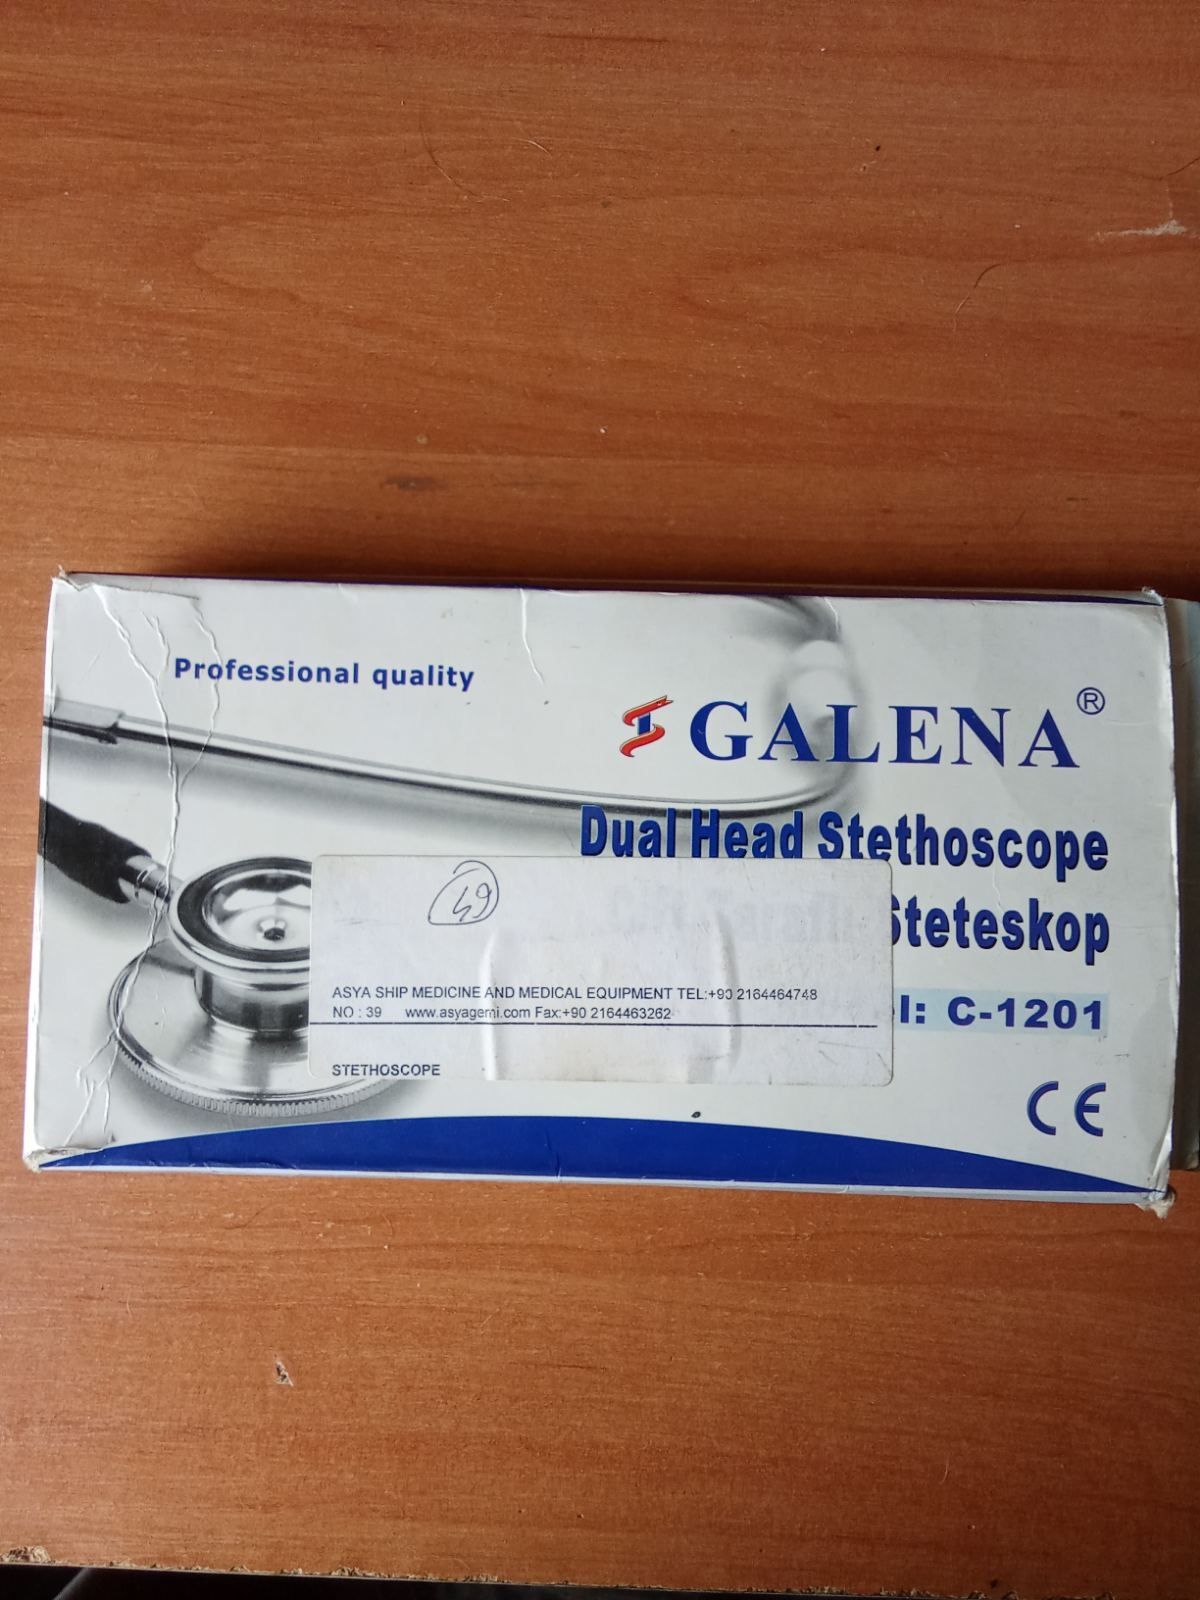 Professional quality
GALENA®
Dual Head Stethoscope
Steteskop
C-1201
49
ASYA SHIP MEDICINE AND MEDICAL EQUIPMENT TEL:+90 2164464748
NO : 39 www.asyagemi.com Fax:+90 2164463262
STETHOSCOPE
CE